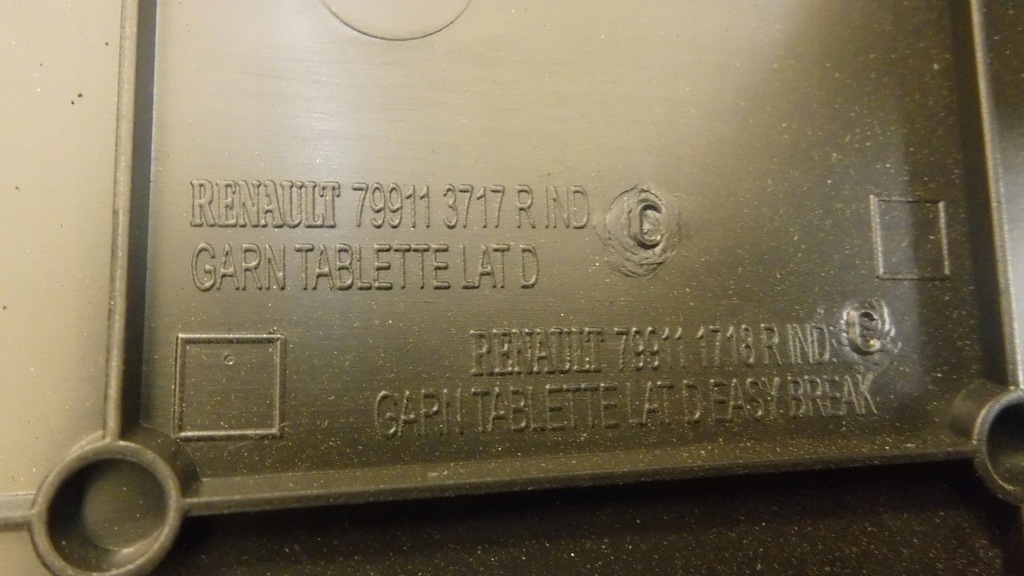 RENAULT 79911 3717 R IND. C
GARN TABLETTE LAT D
RENAULT 79911 1718 R IND. C
GARN TABLETTE LAT D EASY BREAK